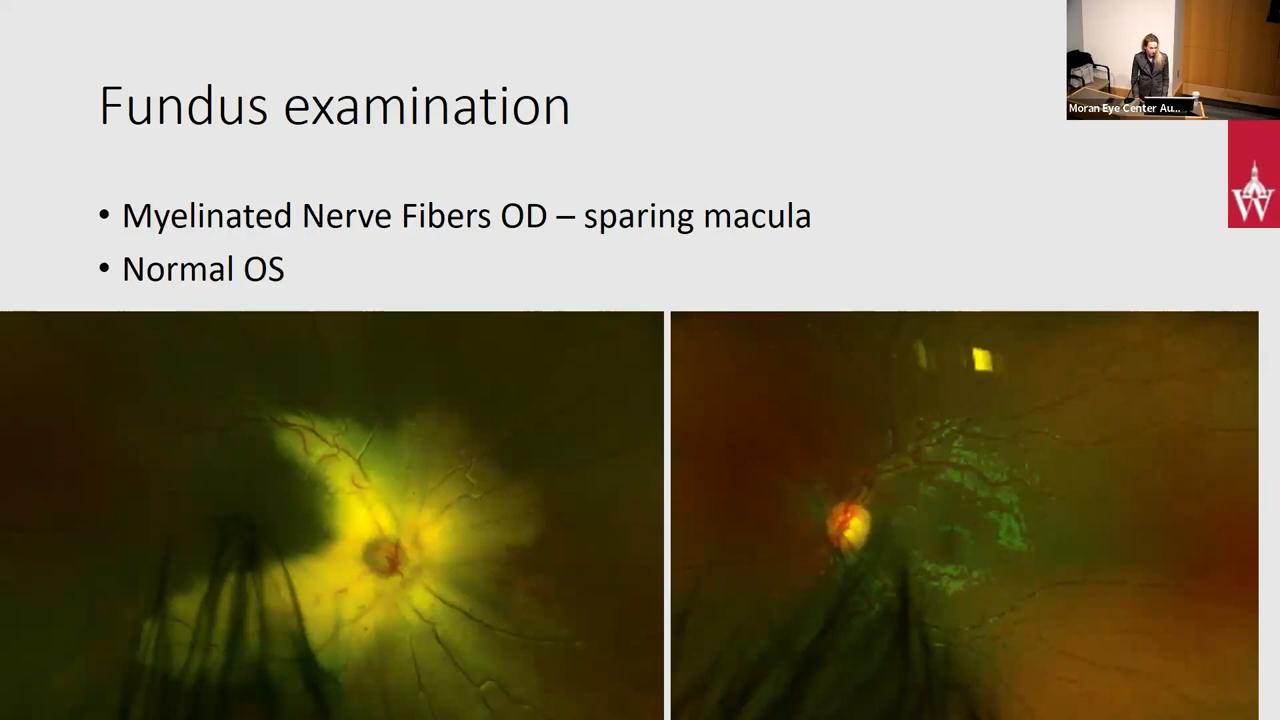 Fundus examination
Moran Eye Center Au...
W
• Myelinated Nerve Fibers OD – sparing macula
• Normal OS